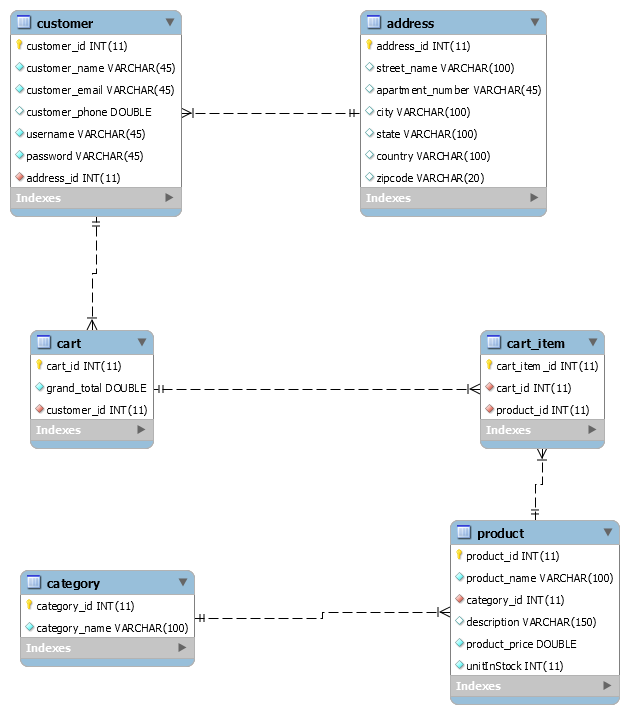 customer
customer_id INT(11)
customer_name VARCHAR(45)
customer_email VARCHAR(45)
customer_phone DOUBLE
username VARCHAR(45)
password VARCHAR(45)
address_id INT(11)
Indexes
address
address_id INT(11)
street_name VARCHAR(100)
apartment_number VARCHAR(45)
city VARCHAR(100)
state VARCHAR(100)
country VARCHAR(100)
zipcode VARCHAR(20)
Indexes
cart
cart_id INT(11)
grand_total DOUBLE
customer_id INT(11)
Indexes
cart_item
cart_item_id INT(11)
cart_id INT(11)
product_id INT(11)
Indexes
category
category_id INT(11)
category_name VARCHAR(100)
Indexes
product
product_id INT(11)
product_name VARCHAR(100)
category_id INT(11)
description VARCHAR(150)
product_price DOUBLE
unitInStock INT(11)
Indexes